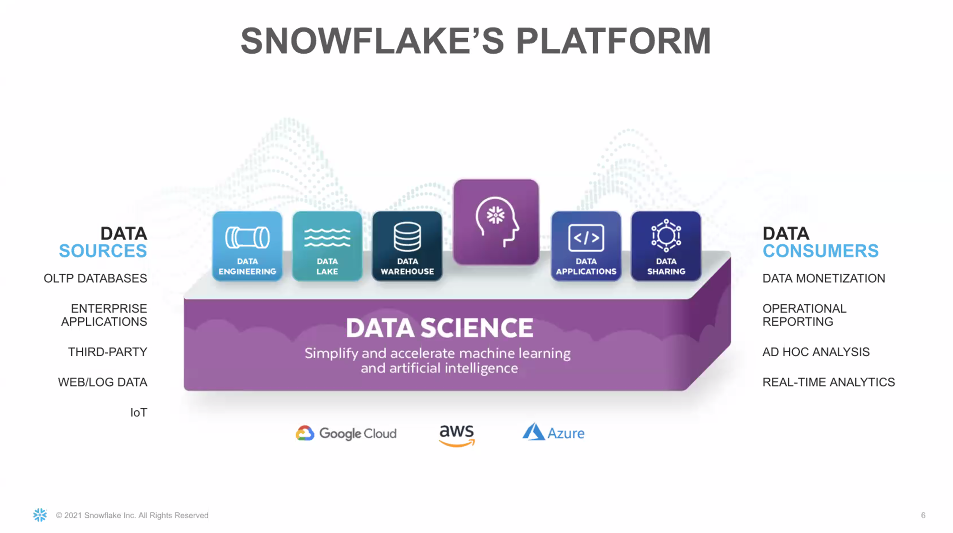 SNOWFLAKE’S PLATFORM
DATA
SOURCES
OLTP DATABASES
ENTERPRISE
APPLICATIONS
THIRD-PARTY
WEB/LOG DATA
IoT
DATA
ENGINEERING
DATA
LAKE
DATA
WAREHOUSE
DATA
APPLICATIONS
DATA
SHARING
DATA SCIENCE
Simplify and accelerate machine learning
and artificial intelligence
Google Cloud
aws
Azure
DATA
CONSUMERS
DATA MONETIZATION
OPERATIONAL
REPORTING
AD HOC ANALYSIS
REAL-TIME ANALYTICS
© 2021 Snowflake Inc. All Rights Reserved
6